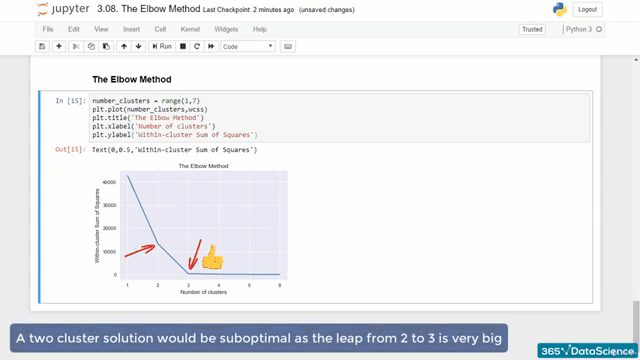 jupyter 3.08. The Elbow Method Last Checkpoint: 2 minutes ago (unsaved changes)
Logout
File Edit View Insert Cell Kernel Widgets Help
Trusted
Python 3
Run
Code
The Elbow Method
In [15]:
number_clusters = range(1,7)
plt.plot(number_clusters,wcss)
plt.title('The Elbow Method')
plt.xlabel('Number of clusters')
plt.ylabel('Within-cluster Sum of Squares')
Out[15]:
Text(0,0.5,'Within-cluster Sum of Squares')
The Elbow Method
40000
30000
20000
10000
0
Within-cluster Sum of Squares
1 2 3 4 5 6
Number of clusters
A two cluster solution would be suboptimal as the leap from 2 to 3 is very big
365 DataScience